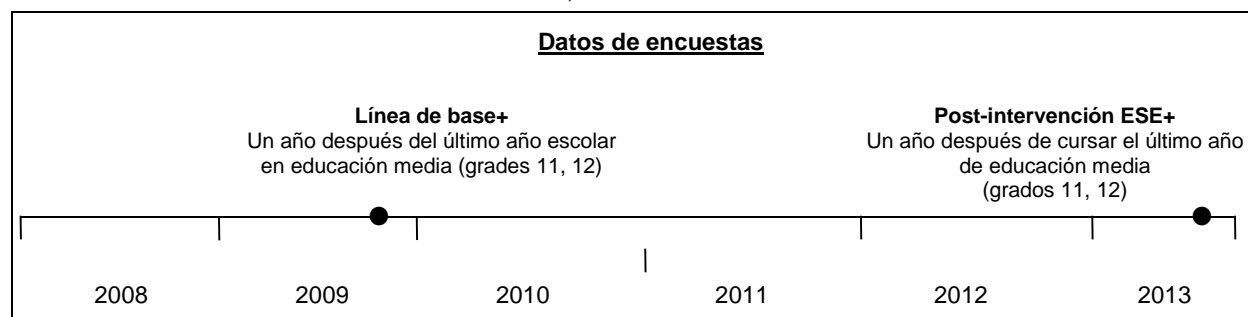 Datos de encuestas
Línea de base+
Un año después del último año escolar
en educación media (grades 11, 12)
Post-intervención ESE+
Un año después de cursar el último año
de educación media
(grados 11, 12)
2008 2009 2010 2011 2012 2013